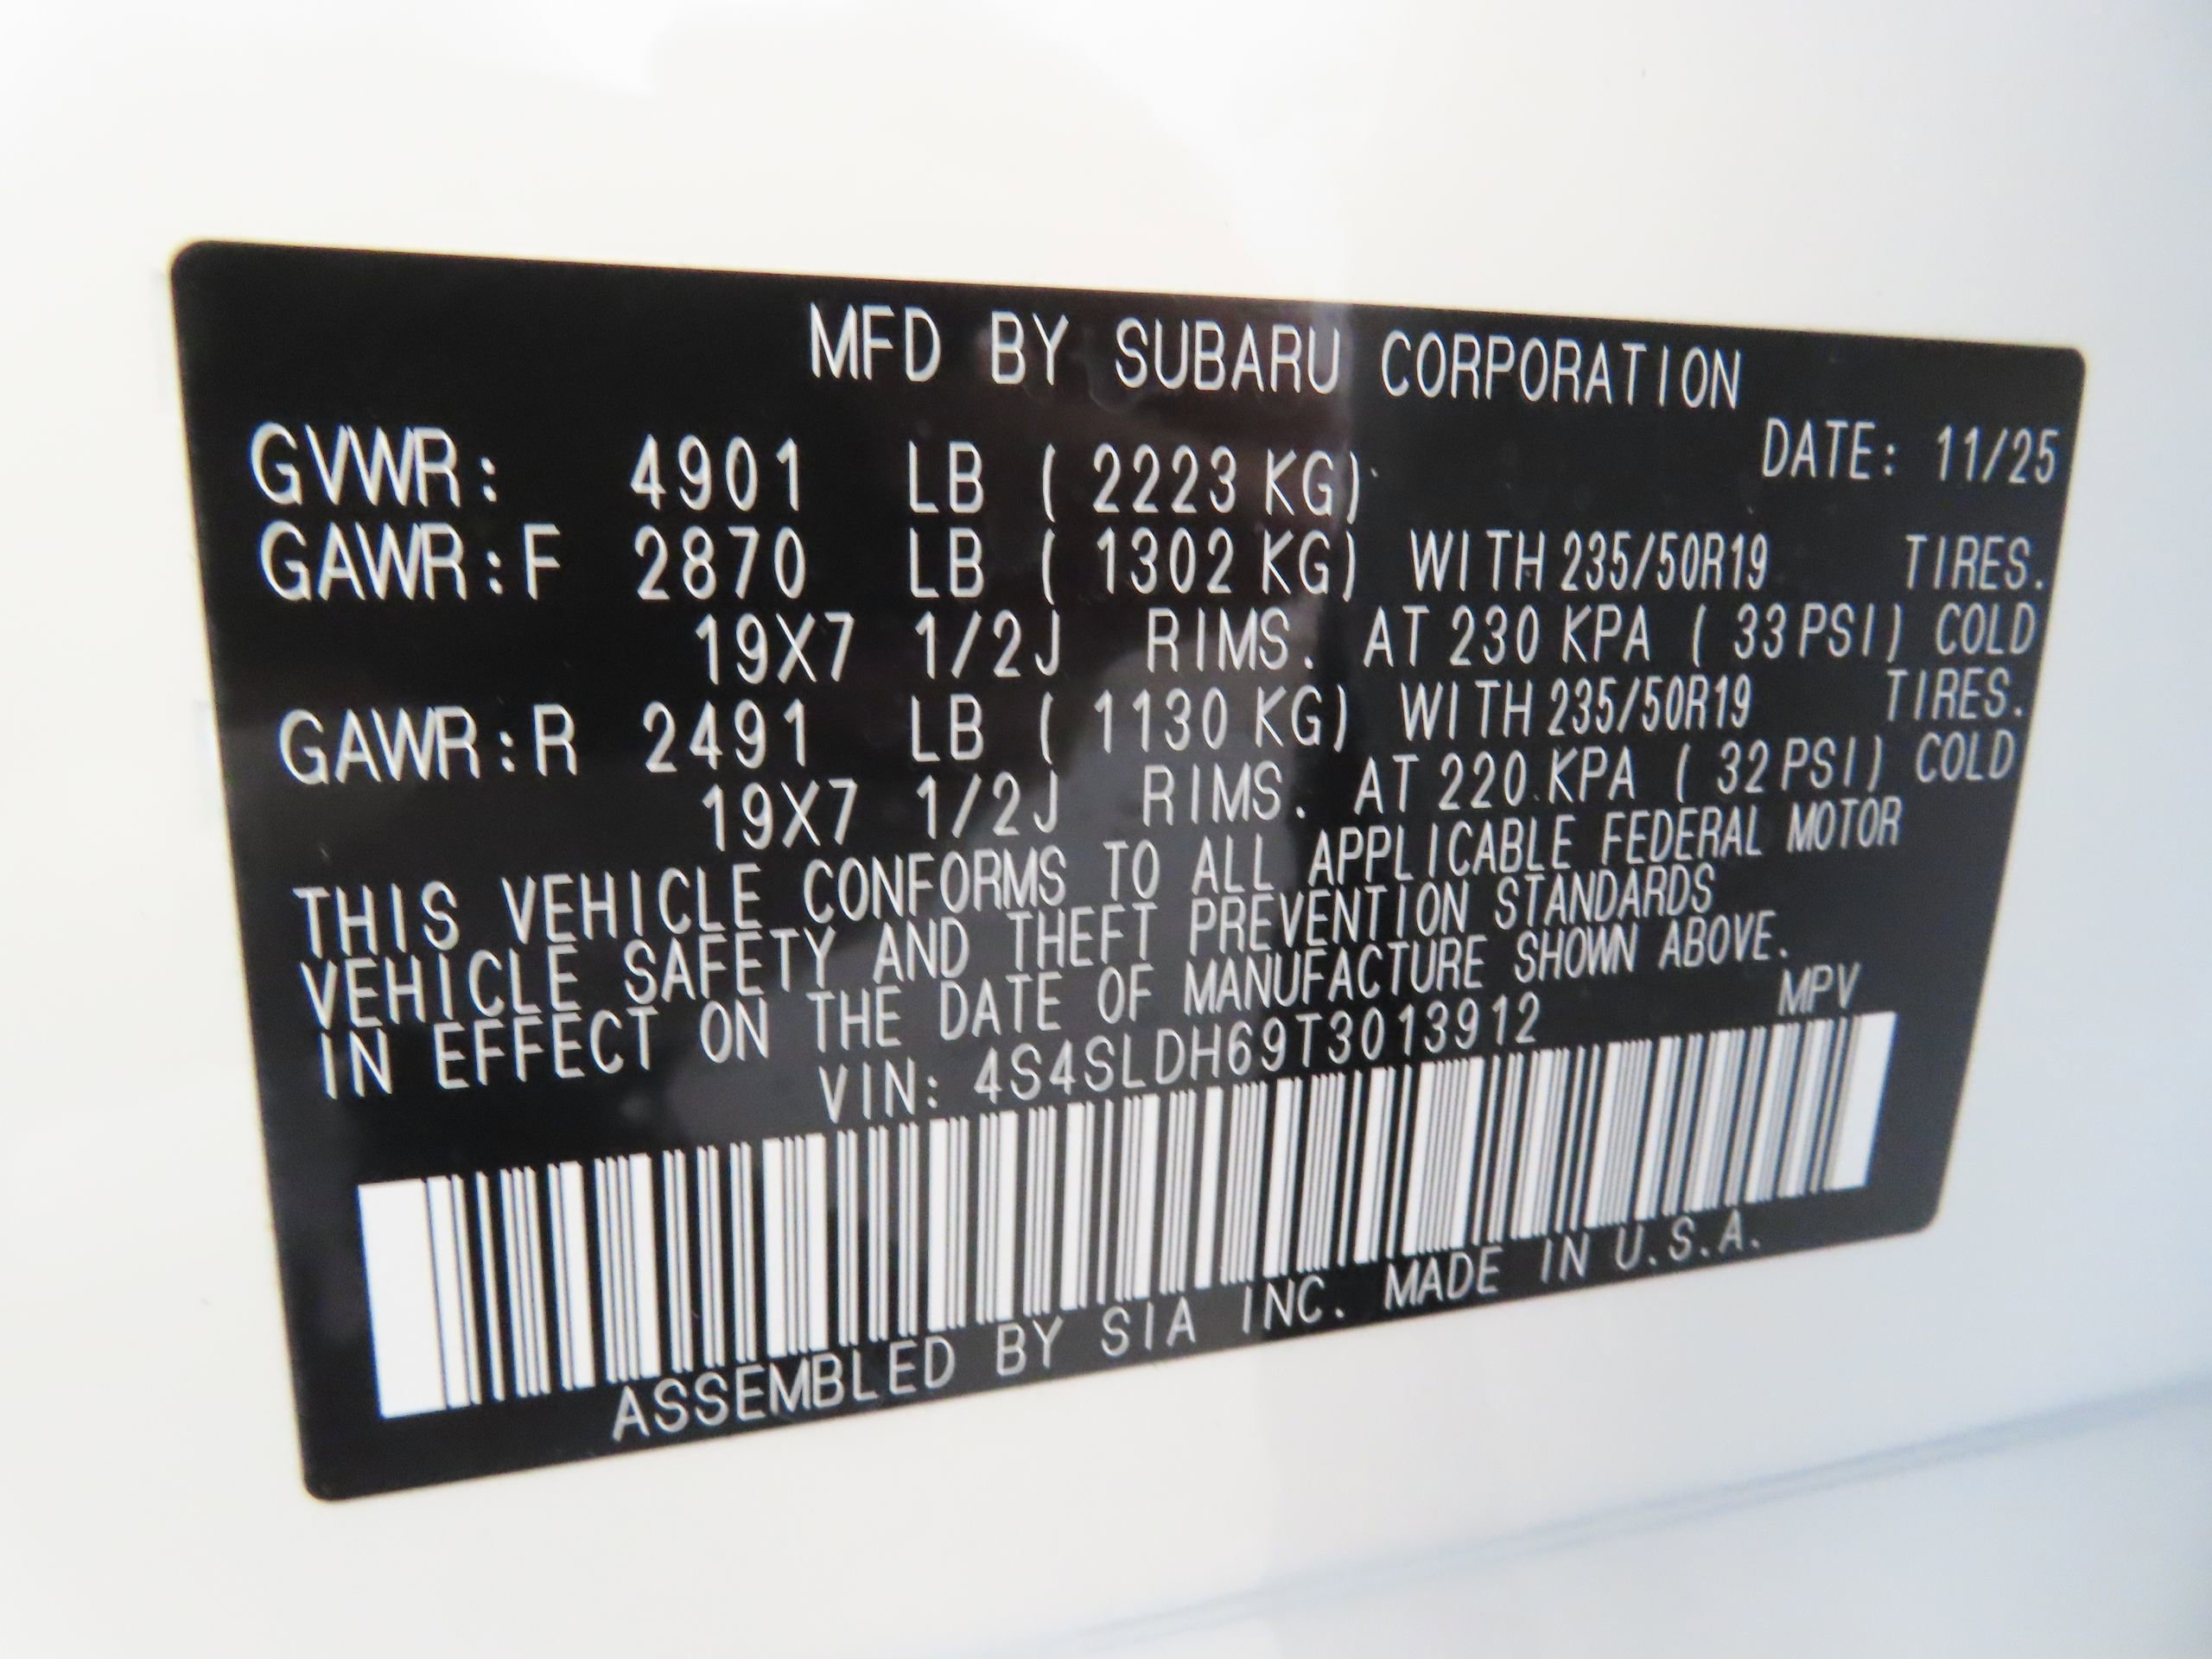 MFD BY SUBARU CORPORATION
DATE: 11/25
GVWR: 4901 LB ( 2223 KG)
GAWR:F 2870 LB ( 1302 KG) WITH 235/50R19 TIRES.
19X7 1/2J RIMS. AT 230 KPA ( 33 PSI) COLD
GAWR:R 2491 LB ( 1130 KG) WITH 235/50R19 TIRES.
19X7 1/2J RIMS. AT 220 KPA ( 32 PSI) COLD
THIS VEHICLE CONFORMS TO ALL APPLICABLE FEDERAL MOTOR
VEHICLE SAFETY AND THEFT PREVENTION STANDARDS
IN EFFECT ON THE DATE OF MANUFACTURE SHOWN ABOVE.
VIN: 4S4SLDH69T3013912 MPV
ASSEMBLED BY SIA INC. MADE IN U.S.A.